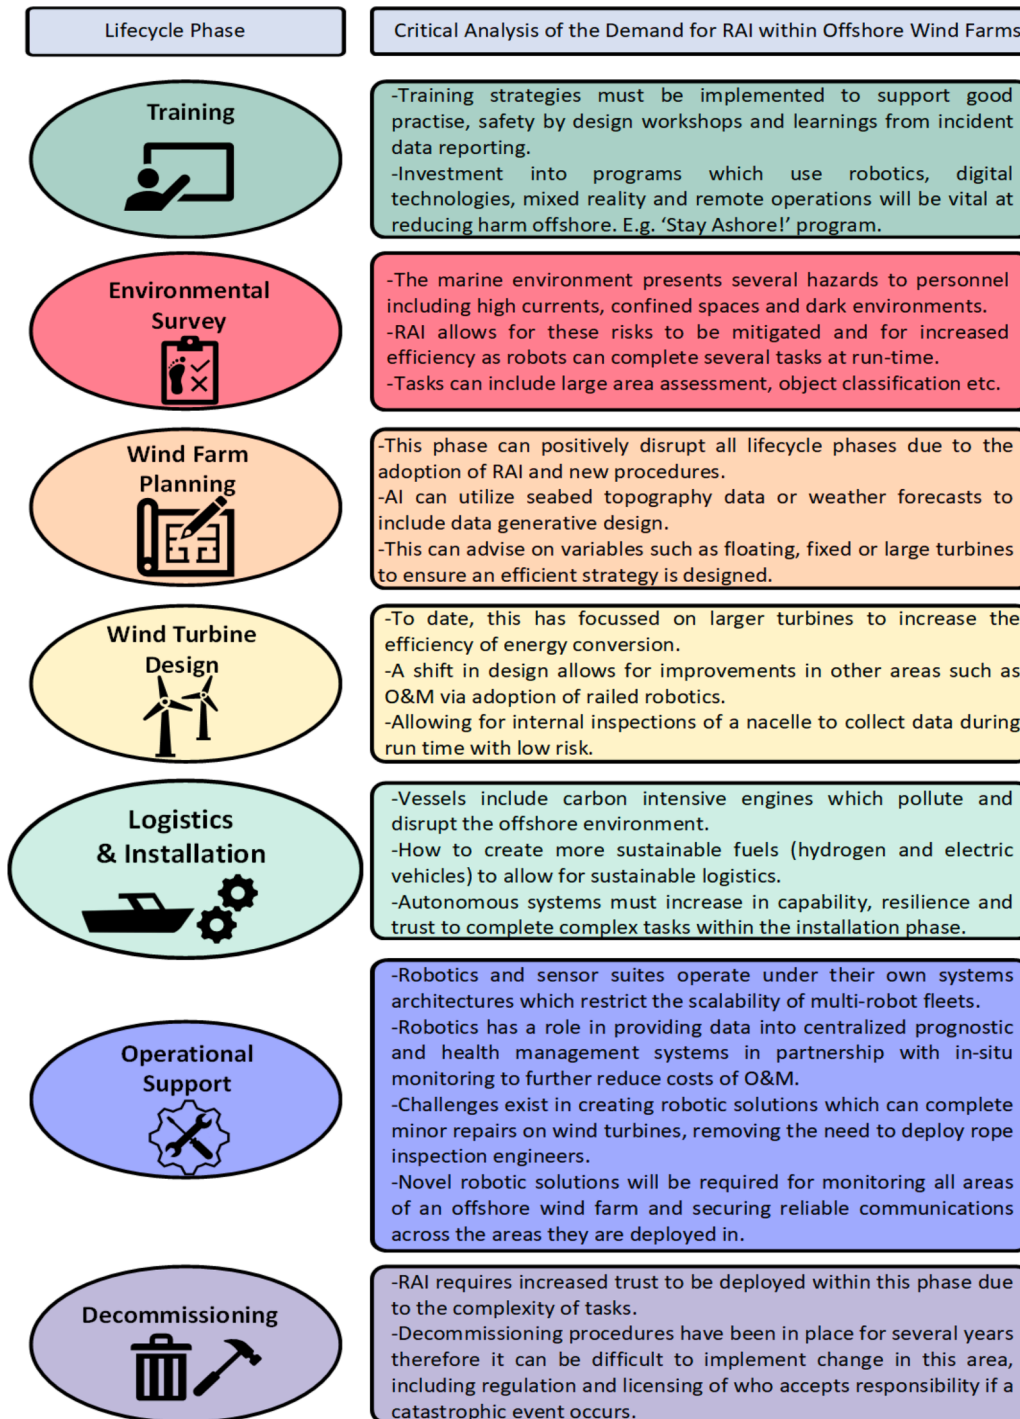 Lifecycle Phase
Critical Analysis of the Demand for RAI within Offshore Wind Farms
Training
-Training strategies must be implemented to support good
practise, safety by design workshops and learnings from incident
data reporting.
-Investment into programs which use robotics, digital
technologies, mixed reality and remote operations will be vital at
reducing harm offshore. E.g. ‘Stay Ashore!’ program.
Environmental
Survey
-The marine environment presents several hazards to personnel
including high currents, confined spaces and dark environments.
-RAI allows for these risks to be mitigated and for increased
efficiency as robots can complete several tasks at run-time.
-Tasks can include large area assessment, object classification etc.
Wind Farm
Planning
-This phase can positively disrupt all lifecycle phases due to the
adoption of RAI and new procedures.
-AI can utilize seabed topography data or weather forecasts to
include data generative design.
-This can advise on variables such as floating, fixed or large turbines
to ensure an efficient strategy is designed.
Wind Turbine
Design
-To date, this has focussed on larger turbines to increase the
efficiency of energy conversion.
-A shift in design allows for improvements in other areas such as
O&M via adoption of railed robotics.
-Allowing for internal inspections of a nacelle to collect data during
run time with low risk.
Logistics
& Installation
-Vessels include carbon intensive engines which pollute and
disrupt the offshore environment.
-How to create more sustainable fuels (hydrogen and electric
vehicles) to allow for sustainable logistics.
-Autonomous systems must increase in capability, resilience and
trust to complete complex tasks within the installation phase.
Operational
Support
-Robotics and sensor suites operate under their own systems
architectures which restrict the scalability of multi-robot fleets.
-Robotics has a role in providing data into centralized prognostic
and health management systems in partnership with in-situ
monitoring to further reduce costs of O&M.
-Challenges exist in creating robotic solutions which can complete
minor repairs on wind turbines, removing the need to deploy rope
inspection engineers.
-Novel robotic solutions will be required for monitoring all areas
of an offshore wind farm and securing reliable communications
across the areas they are deployed in.
Decommissioning
-RAI requires increased trust to be deployed within this phase due
to the complexity of tasks.
-Decommissioning procedures have been in place for several years
therefore it can be difficult to implement change in this area,
including regulation and licensing of who accepts responsibility if a
catastrophic event occurs.